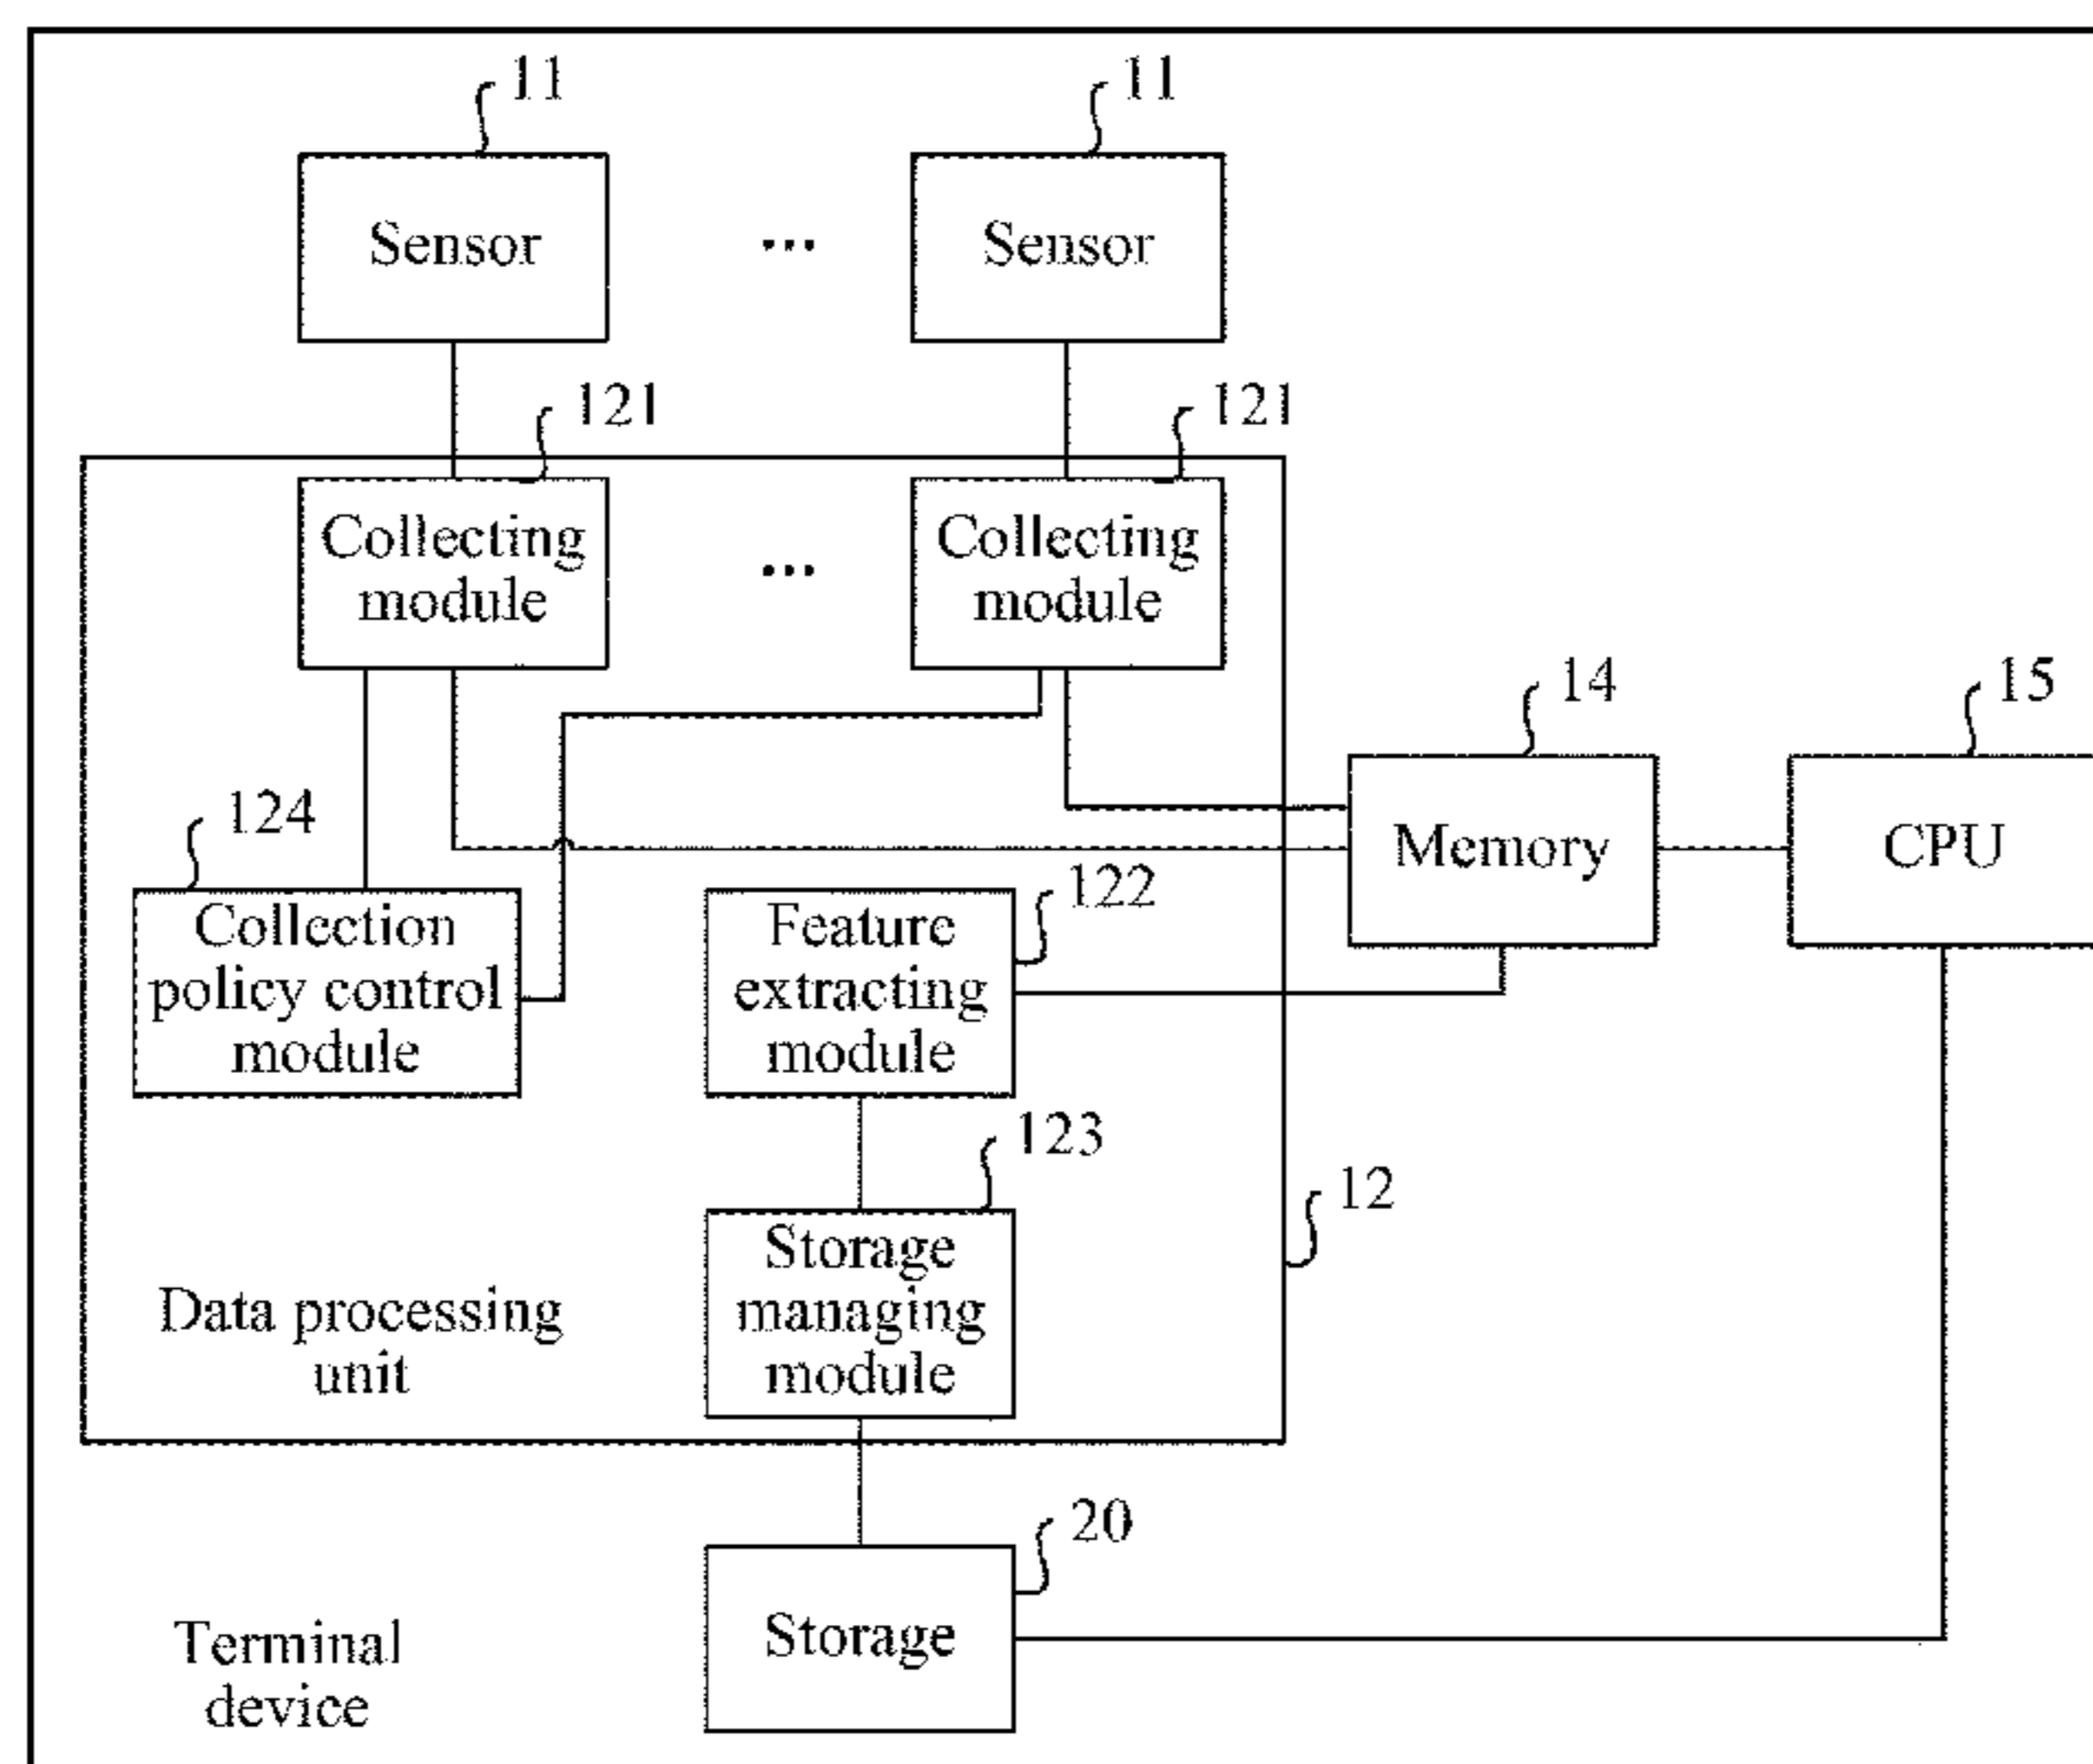 11
11
Sensor
...
Sensor
121
121
Collecting
module
...
Collecting
module
14
15
124
Memory
CPU
122
Collection
policy control
module
Feature
extracting
module
123
12
Storage
managing
module
Data processing
unit
20
Storage
Terminal
device